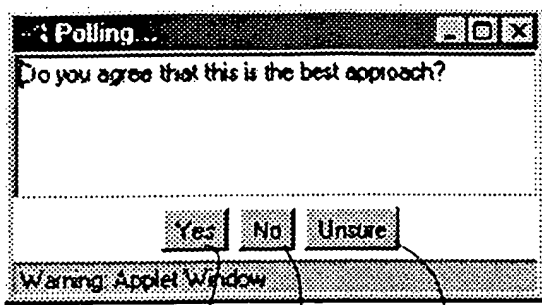 Polling...
Do you agree that this is the best approach?
Yes No Unsure
Warning: Applet Window